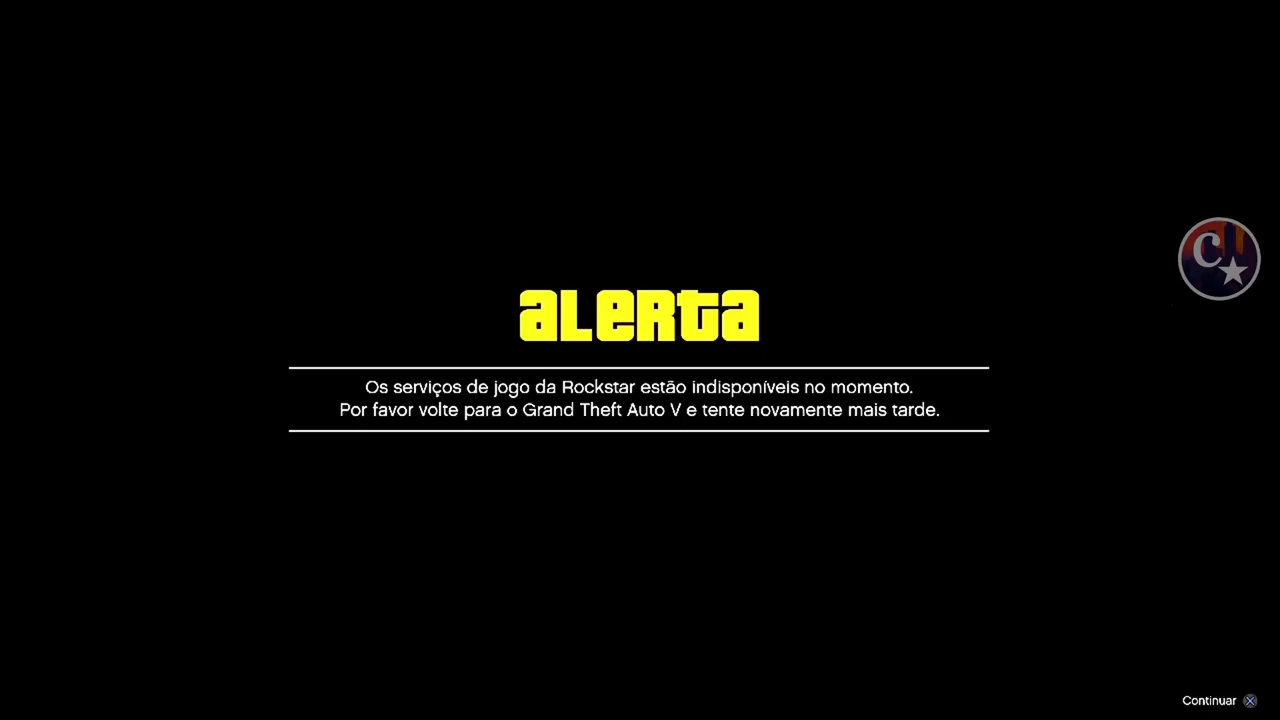 C
alerta
Os serviços de jogo da Rockstar estão indisponíveis no momento.
Por favor volte para o Grand Theft Auto V e tente novamente mais tarde.
Continuar